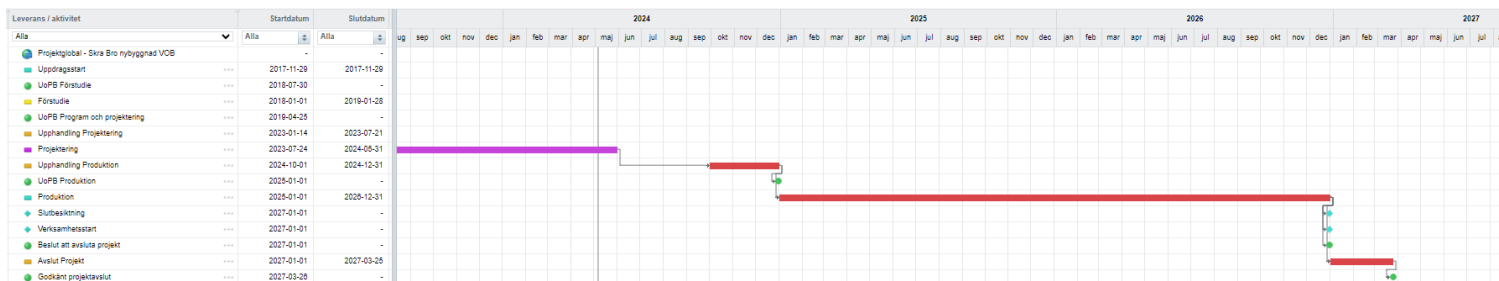 Leverans / aktivitet Startdatum Slutdatum 2024 2025 2026 2027
Alla Alla Alla ug sep okt nov dec jan feb mar apr maj jun jul aug sep okt nov dec jan feb mar apr maj jun jul aug sep okt nov dec jan feb mar apr maj jun jul aug sep okt nov dec jan feb mar apr maj jun jul
Projektglobal - Skra Bro nybyggnad VOB - -
Uppdragsstart ... 2017-11-29 2017-11-29
UoPB Förstudie ... 2018-07-30 -
Förstudie ... 2018-01-01 2019-01-28
UoPB Program och projektering ... 2019-04-25 -
Upphandling Projektering ... 2023-01-14 2023-07-21
Projektering ... 2023-07-24 2024-05-31
Upphandling Produktion ... 2024-10-01 2024-12-31
UoPB Produktion ... 2025-01-01 -
Produktion ... 2025-01-01 2026-12-31
Slutbesiktning ... 2027-01-01 -
Verksamhetsstart ... 2027-01-01 -
Beslut att avsluta projekt ... 2027-01-01 -
Avslut Projekt ... 2027-01-01 2027-03-25
Godkänt projektavslut ... 2027-03-26 -